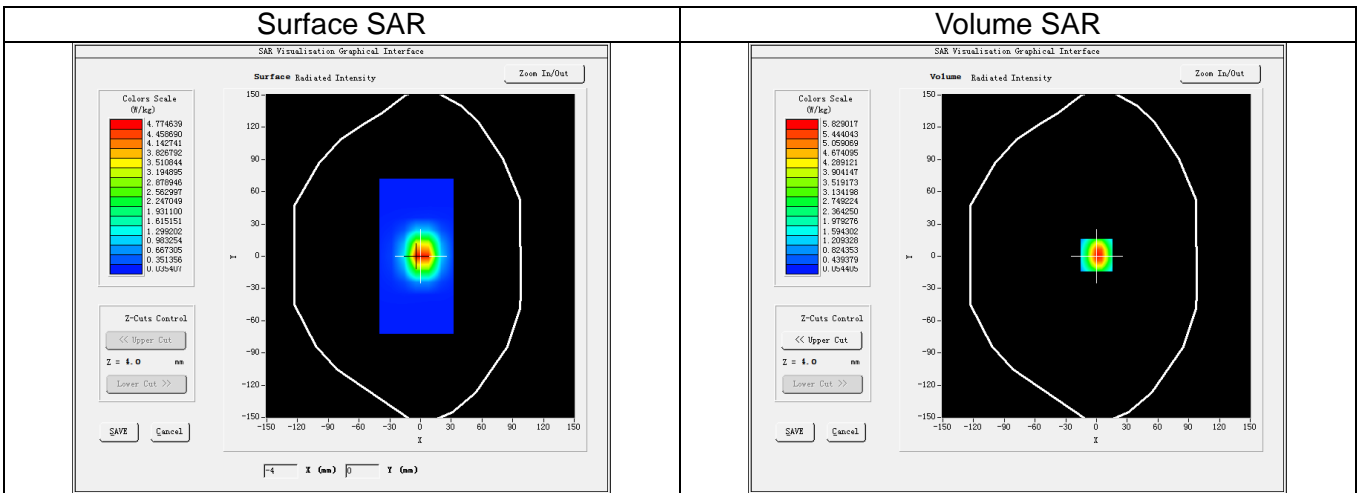 Surface SAR
Volume SAR
SAR Visualisation Graphical Interface
Surface Radiated Intensity
Zoom In/Out
Colors Scale
(W/kg)
4.774639
4.458690
4.142741
3.826792
3.510844
3.194895
2.878946
2.562997
2.247049
1.931100
1.615151
1.299202
0.983254
0.667305
0.351356
0.035407
150
120
90
60
30
0
-30
-60
-90
-120
-150
Y
-150 -120 -90 -60 -30 0 30 60 90 120 150
X
Z-Cuts Control
<< Upper Cut
Z = 4.0 mm
Lower Cut >>
SAVE Cancel
-4 X (mm) 0 Y (mm)
SAR Visualisation Graphical Interface
Volume Radiated Intensity
Zoom In/Out
Colors Scale
(W/kg)
5.829017
5.444043
5.059069
4.674095
4.289121
3.904147
3.519173
3.134198
2.749224
2.364250
1.979276
1.594302
1.209328
0.824353
0.439379
0.054405
150
120
90
60
30
0
-30
-60
-90
-120
-150
Y
-150 -120 -90 -60 -30 0 30 60 90 120 150
X
Z-Cuts Control
<< Upper Cut
Z = 4.0 mm
Lower Cut >>
SAVE Cancel